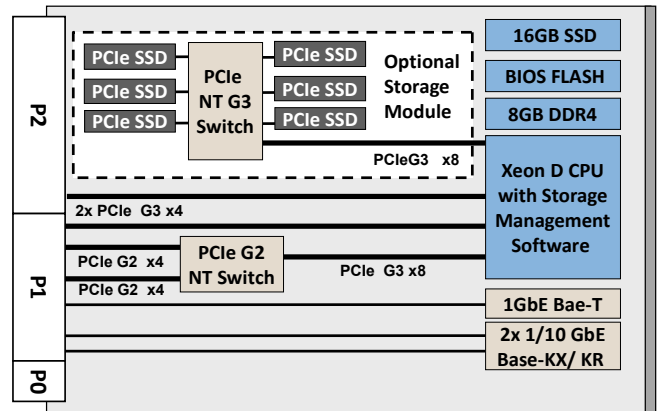 P2
P1
P0
PCIe SSD
PCIe SSD
PCIe SSD
PCIe
NT G3
Switch
PCIe SSD
PCIe SSD
PCIe SSD
Optional
Storage
Module
PCIeG3 x8
16GB SSD
BIOS FLASH
8GB DDR4
Xeon D CPU
with Storage
Management
Software
2x PCIe G3 x4
PCIe G2 x4
PCIe G2 x4
PCIe G2
NT Switch
PCIe G3 x8
1GbE Bae-T
2x 1/10 GbE
Base-KX/ KR